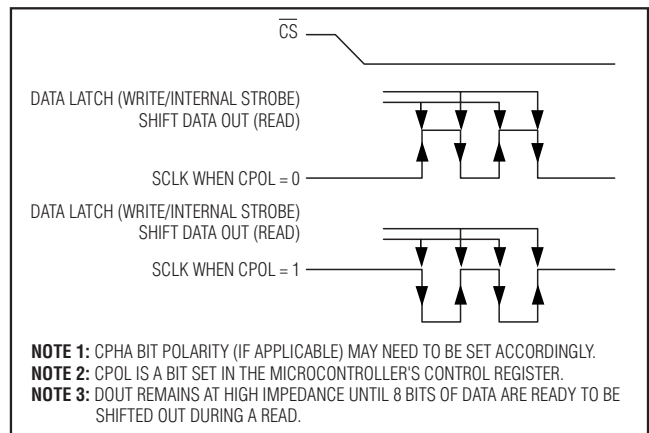 CS
DATA LATCH (WRITE/INTERNAL STROBE)
SHIFT DATA OUT (READ)
SCLK WHEN CPOL = 0
DATA LATCH (WRITE/INTERNAL STROBE)
SHIFT DATA OUT (READ)
SCLK WHEN CPOL = 1
NOTE 1: CPHA BIT POLARITY (IF APPLICABLE) MAY NEED TO BE SET ACCORDINGLY.
NOTE 2: CPOL IS A BIT SET IN THE MICROCONTROLLER'S CONTROL REGISTER.
NOTE 3: DOUT REMAINS AT HIGH IMPEDANCE UNTIL 8 BITS OF DATA ARE READY TO BE
SHIFTED OUT DURING A READ.